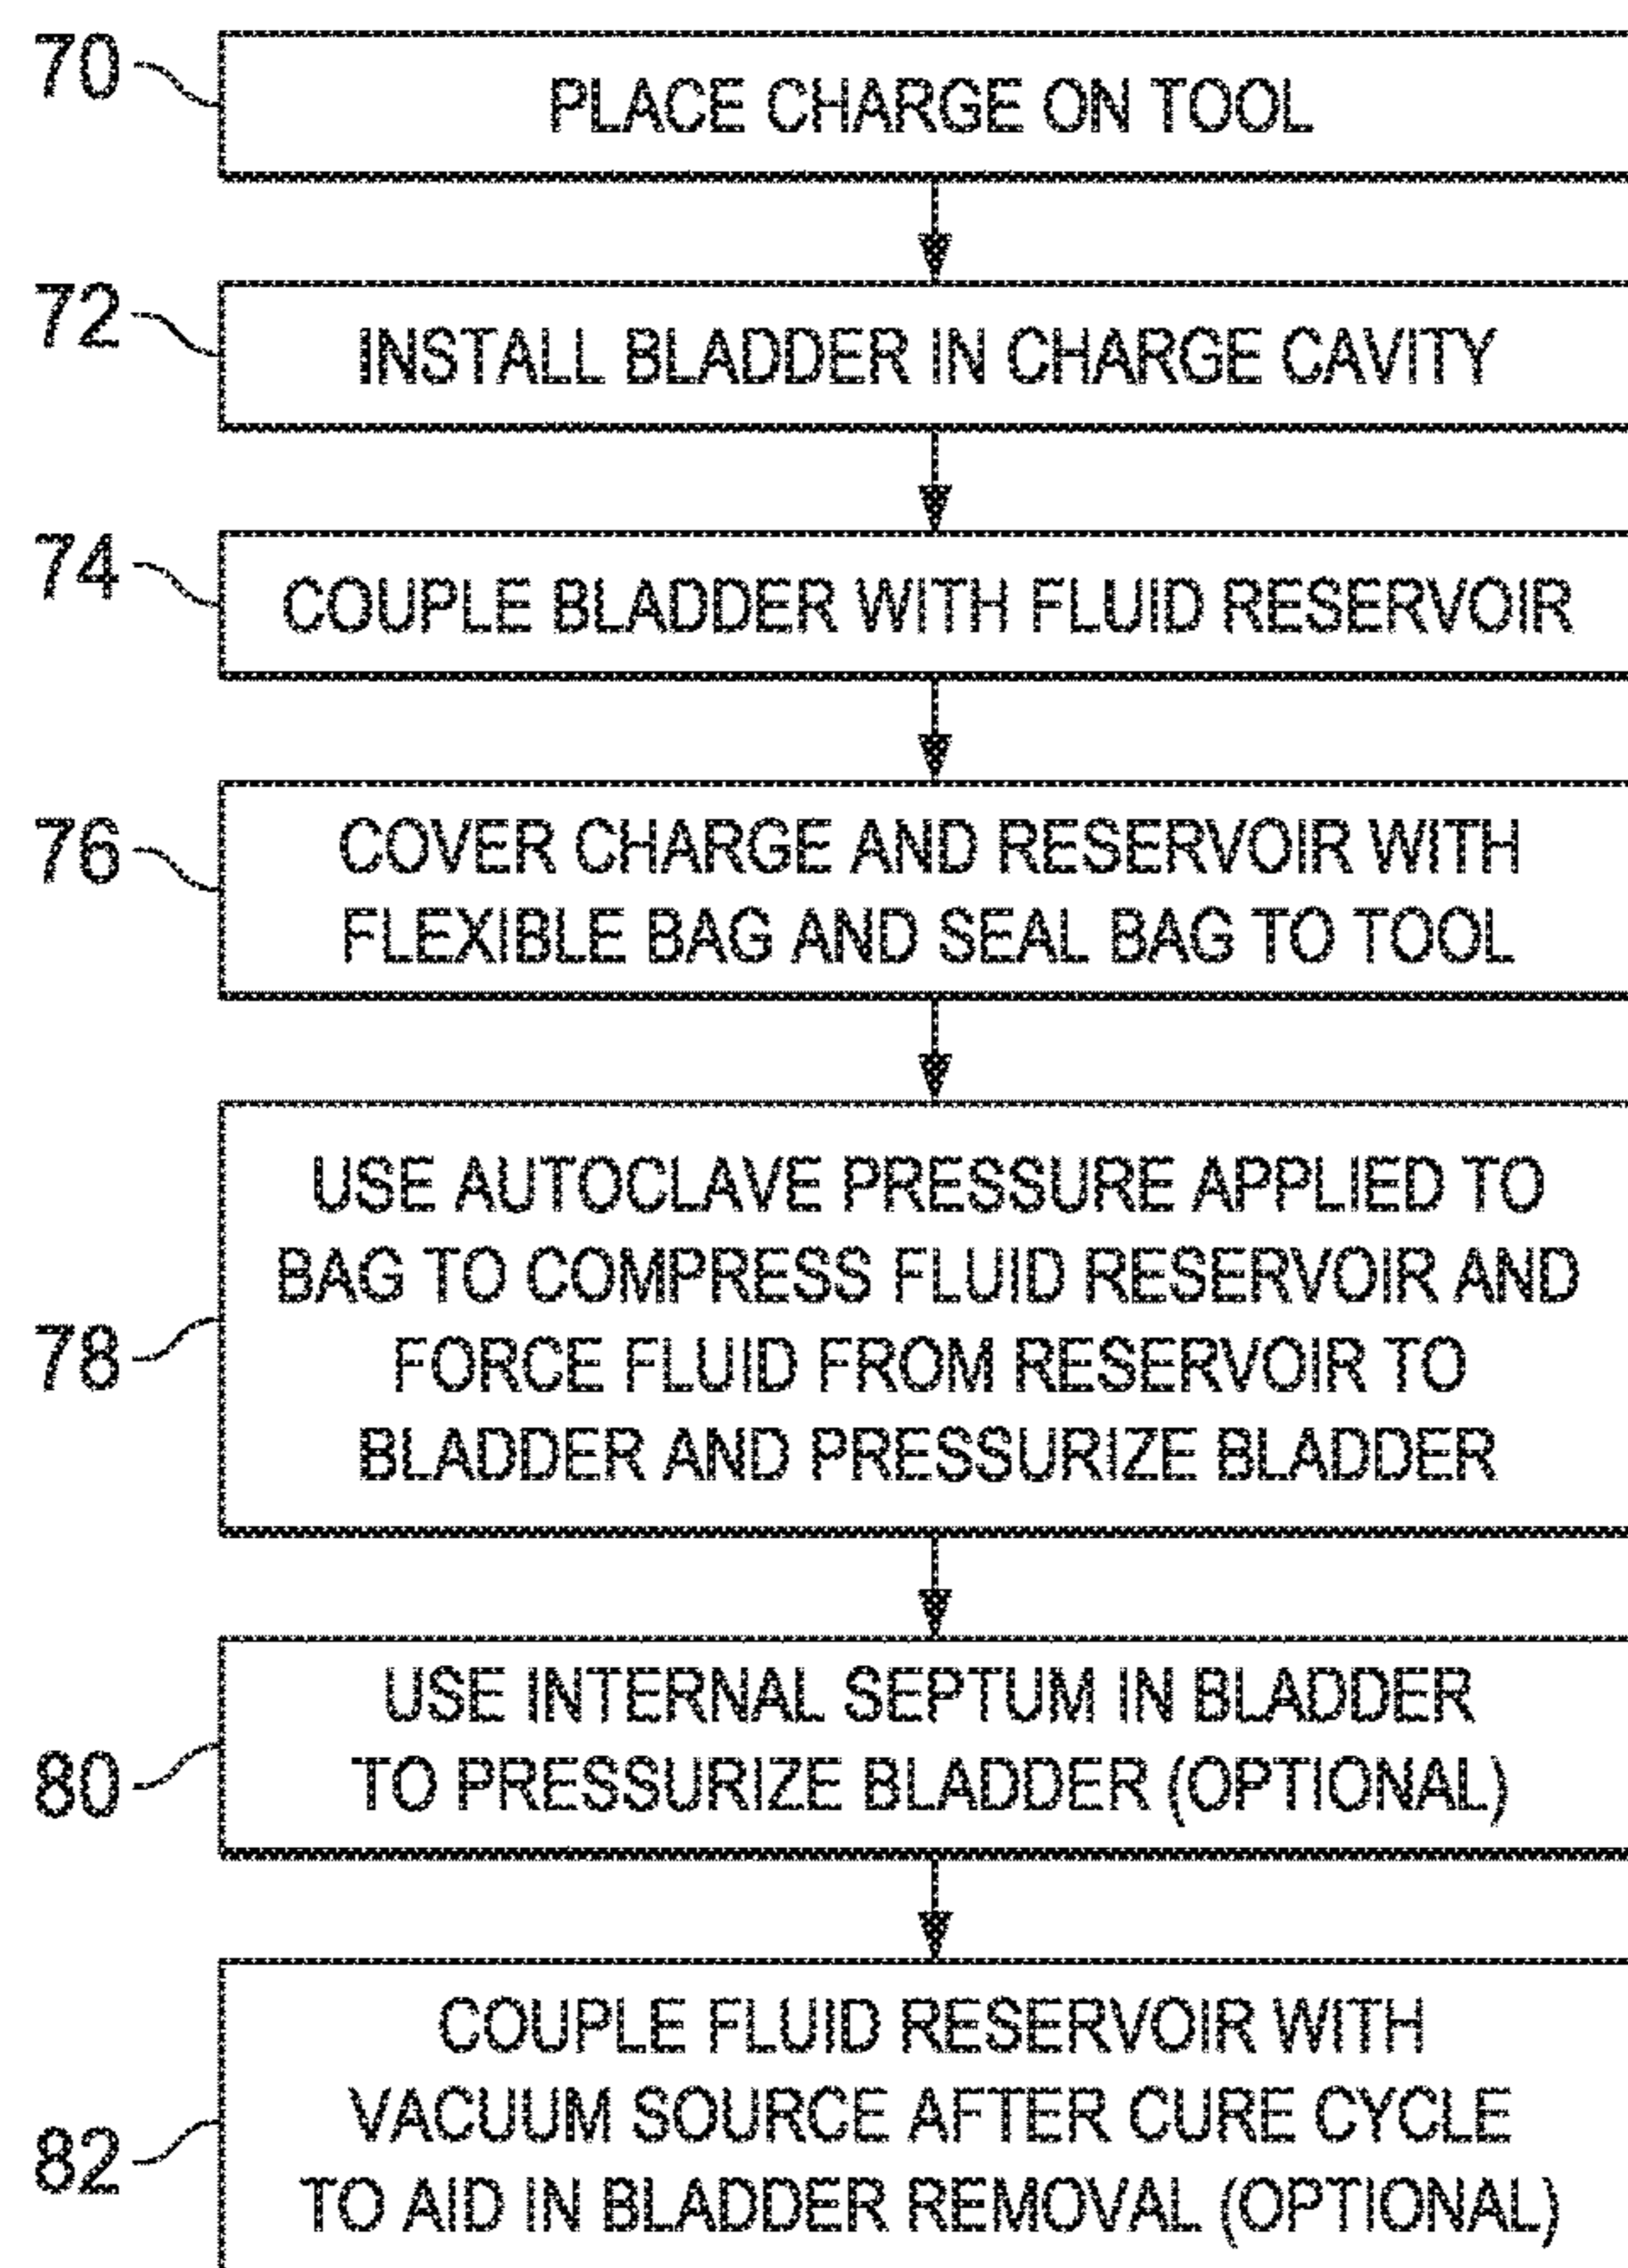 70
PLACE CHARGE ON TOOL
72
INSTALL BLADDER IN CHARGE CAVITY
74
COUPLE BLADDER WITH FLUID RESERVOIR
76
COVER CHARGE AND RESERVOIR WITH
FLEXIBLE BAG AND SEAL BAG TO TOOL
78
USE AUTOCLAVE PRESSURE APPLIED TO
BAG TO COMPRESS FLUID RESERVOIR AND
FORCE FLUID FROM RESERVOIR TO
BLADDER AND PRESSURIZE BLADDER
80
USE INTERNAL SEPTUM IN BLADDER
TO PRESSURIZE BLADDER (OPTIONAL)
82
COUPLE FLUID RESERVOIR WITH
VACUUM SOURCE AFTER CURE CYCLE
TO AID IN BLADDER REMOVAL (OPTIONAL)